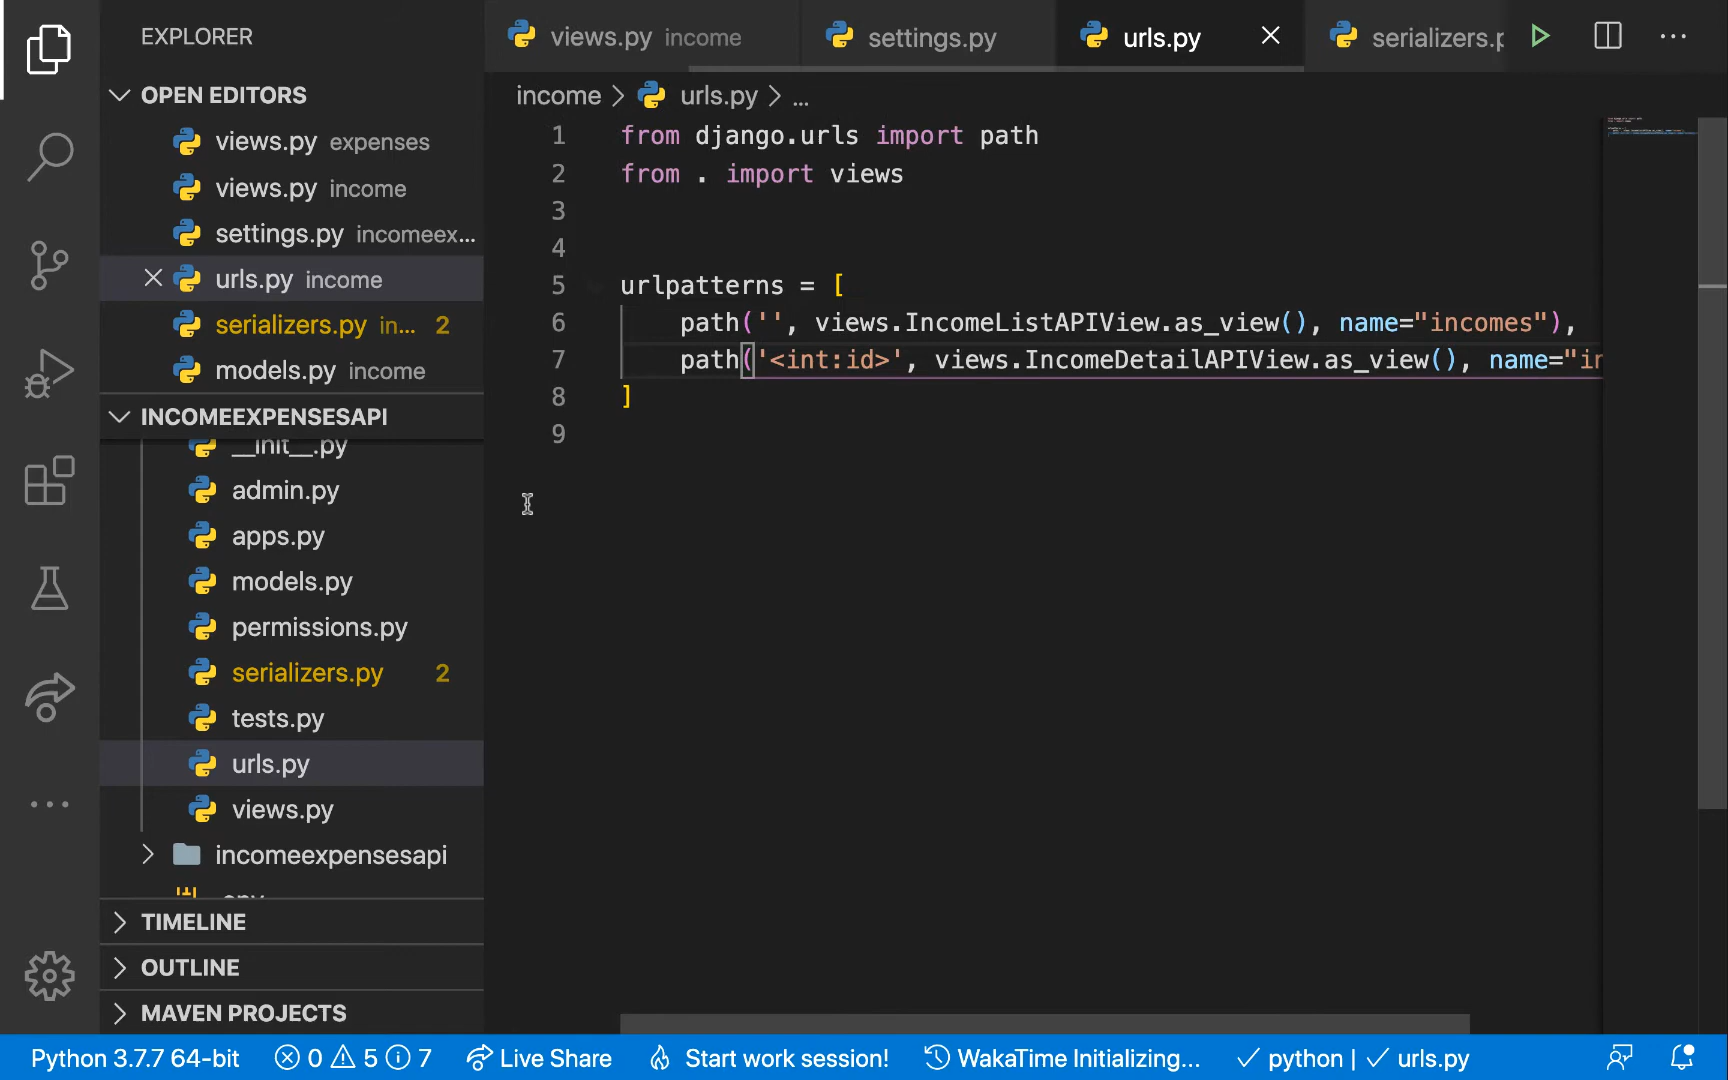 EXPLORER
OPEN EDITORS
views.py expenses
views.py income
settings.py incomeex...
urls.py income
serializers.py in... 2
models.py income
INCOMEEXPENSESAPI
__init__.py
admin.py
apps.py
models.py
permissions.py
serializers.py 2
tests.py
urls.py
views.py
incomeexpensesapi
TIMELINE
OUTLINE
MAVEN PROJECTS
views.py income
settings.py
urls.py
serializers.p
income > urls.py > ...
1 from django.urls import path
2 from . import views
3
4
5 urlpatterns = [
6 path('', views.IncomeListAPIView.as_view(), name="incomes"),
7 path('<int:id>', views.IncomeDetailAPIView.as_view(), name="in
8 ]
9
Python 3.7.7 64-bit 0 5 7 Live Share Start work session! WakaTime Initializing... python | urls.py